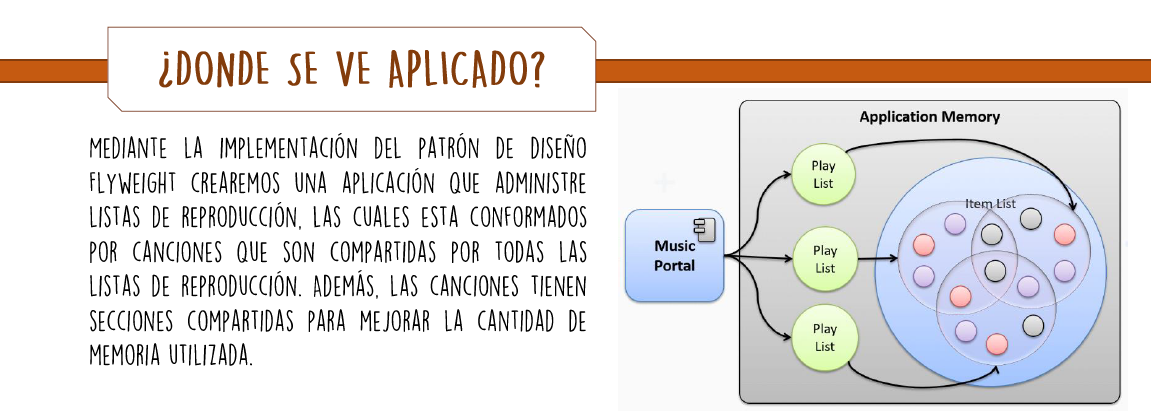 ¿DONDE SE VE APLICADO?
MEDIANTE LA IMPLEMENTACIÓN DEL PATRÓN DE DISEÑO
FLYWEIGHT CREAREMOS UNA APLICACIÓN QUE ADMINISTRE
LISTAS DE REPRODUCCIÓN, LAS CUALES ESTA CONFORMADOS
POR CANCIONES QUE SON COMPARTIDAS POR TODAS LAS
LISTAS DE REPRODUCCIÓN. ADEMÁS, LAS CANCIONES TIENEN
SECCIONES COMPARTIDAS PARA MEJORAR LA CANTIDAD DE
MEMORIA UTILIZADA.
Application Memory
Music
Portal
Play
List
Play
List
Play
List
Item List